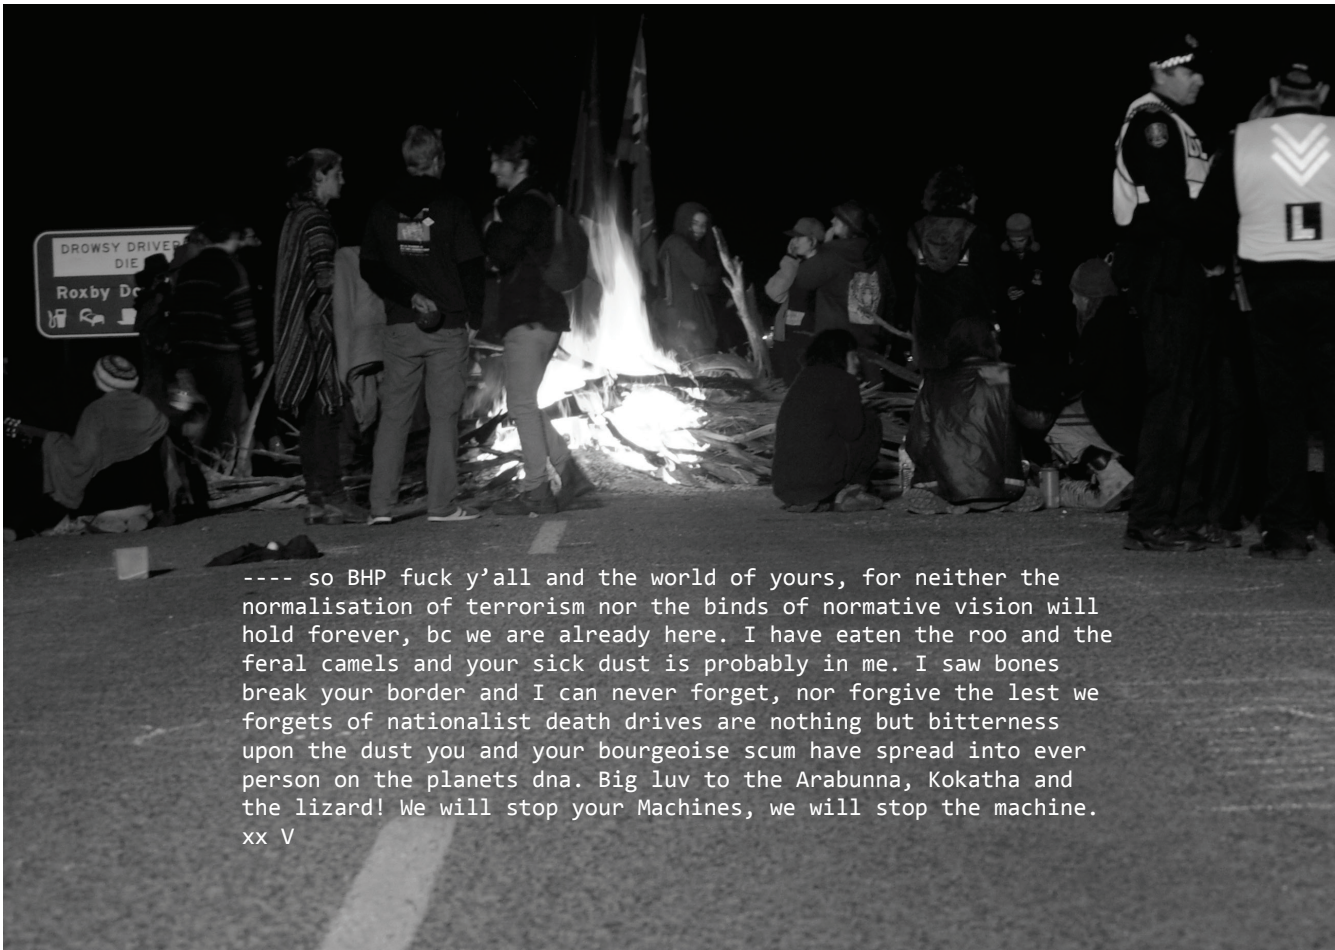 DROWSY DRIVER
DIE
Roxby Do
L
---- so BHP fuck y’all and the world of yours, for neither the
normalisation of terrorism nor the binds of normative vision will
hold forever, bc we are already here. I have eaten the roo and the
feral camels and your sick dust is probably in me. I saw bones
break your border and I can never forget, nor forgive the lest we
forgets of nationalist death drives are nothing but bitterness
upon the dust you and your bourgeoise scum have spread into ever
person on the planets dna. Big luv to the Arabunna, Kokatha and
the lizard! We will stop your Machines, we will stop the machine.
xx V